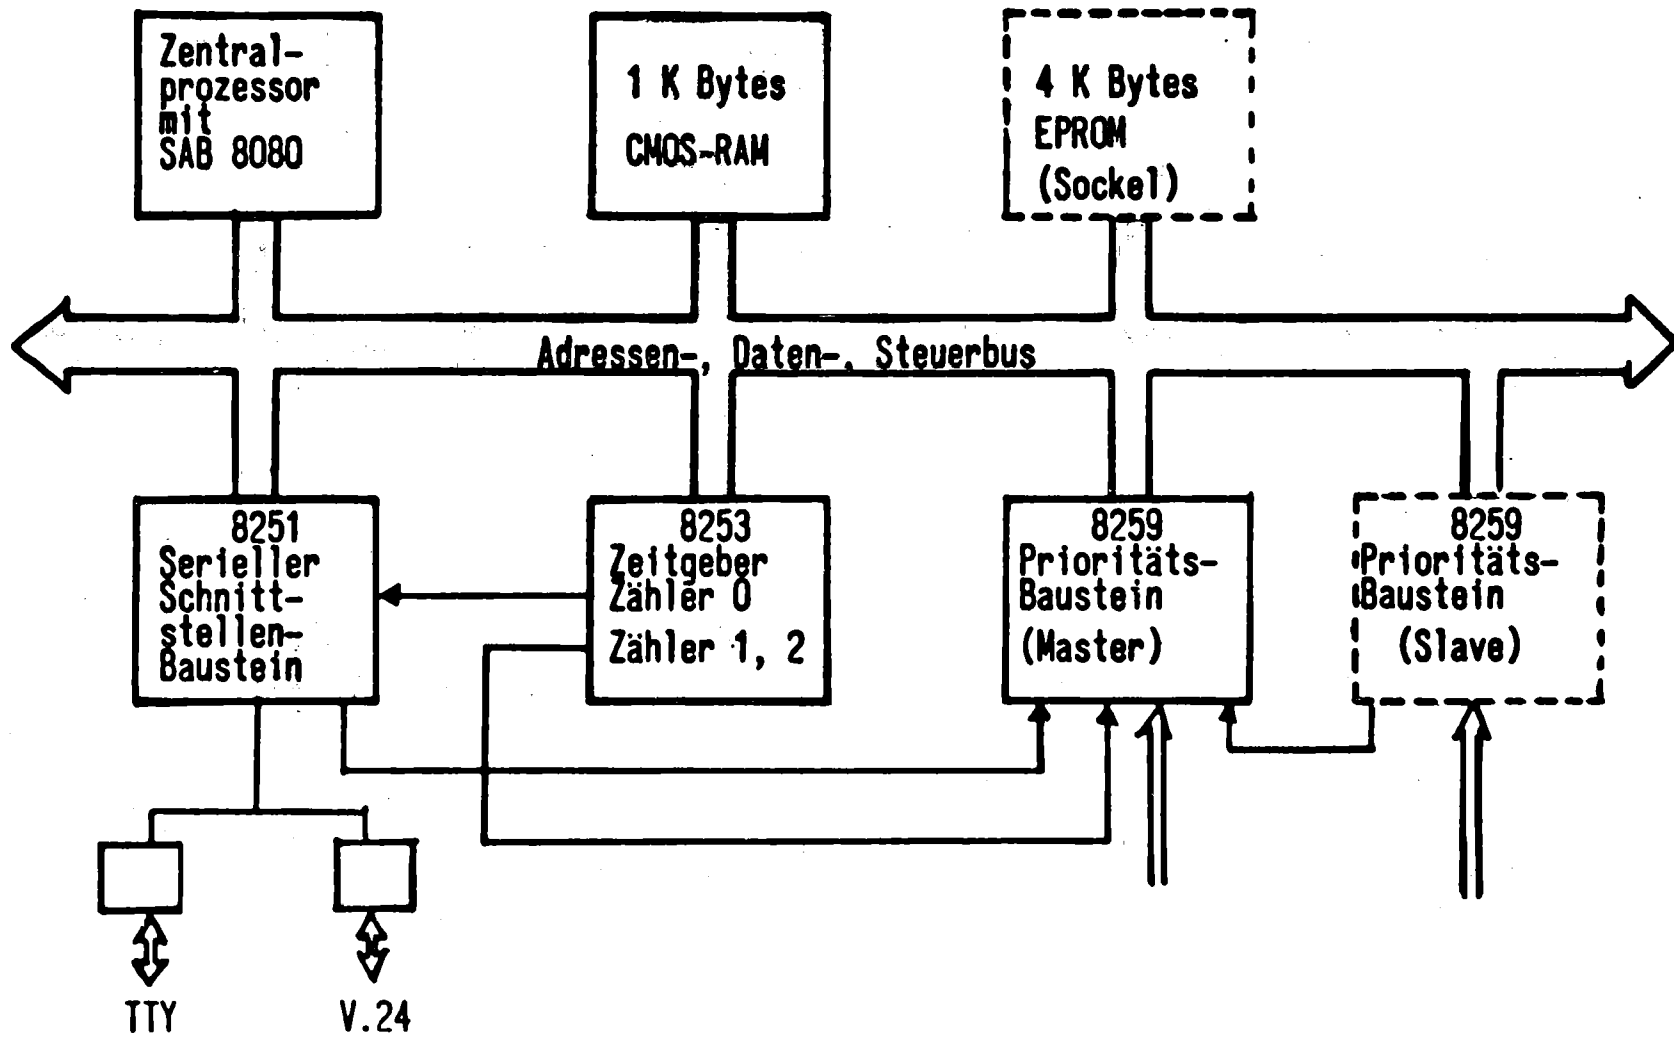 Zentral-
prozessor
mit
SAB 8080
1 K Bytes
CMOS-RAM
4 K Bytes
EPROM
(Sockel)
Adressen-, Daten-, Steuerbus
8251
Serieller
Schnitt-
stellen-
Baustein
8253
Zeitgeber
Zähler 0
Zähler 1, 2
8259
Prioritäts-
Baustein
(Master)
8259
Prioritäts-
Baustein
(Slave)
TTY
V.24